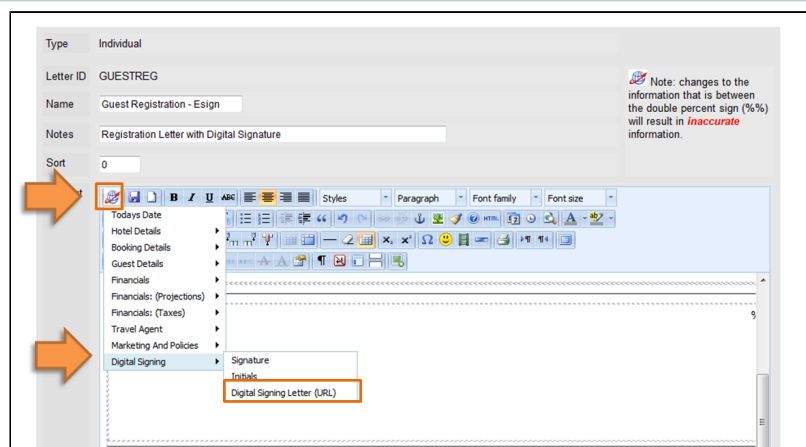 Type Individual
Letter ID GUESTREG
Name Guest Registration - Esign
Notes Registration Letter with Digital Signature
Sort 0
Note: changes to the
information that is between
the double percent sign (%%)
will result in inaccurate
information.
B I U ABC Styles Paragraph Font family Font size
Todays Date
Hotel Details
Booking Details
Guest Details
Financials
Financials: (Projections)
Financials: (Taxes)
Travel Agent
Marketing And Policies
Digital Signing
Signature
Initials
Digital Signing Letter (URL)